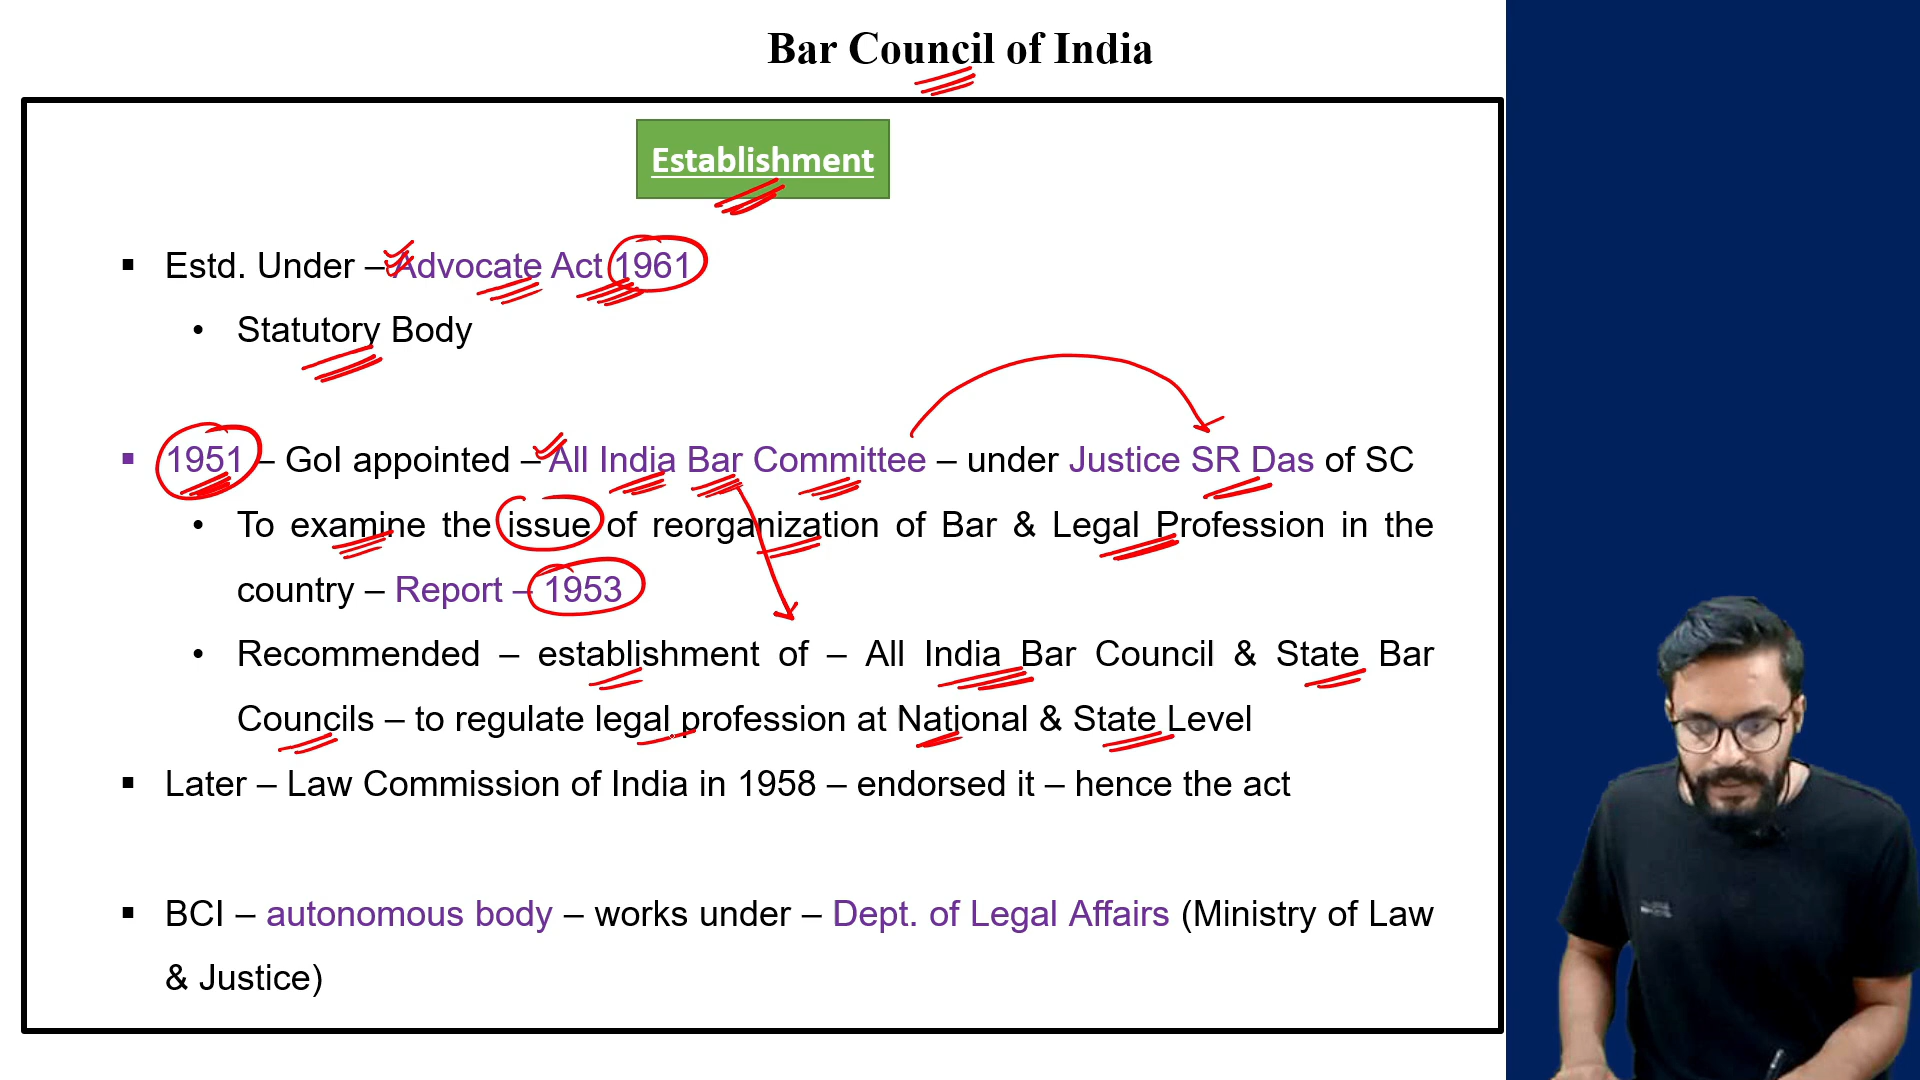 Bar Council of India
Establishment
▪ Estd. Under – Advocate Act 1961
• Statutory Body
▪ 1951 – GoI appointed – All India Bar Committee – under Justice SR Das of SC
• To examine the issue of reorganization of Bar & Legal Profession in the
country – Report – 1953
• Recommended – establishment of – All India Bar Council & State Bar
Councils – to regulate legal profession at National & State Level
▪ Later – Law Commission of India in 1958 – endorsed it – hence the act
▪ BCI – autonomous body – works under – Dept. of Legal Affairs (Ministry of Law
& Justice)